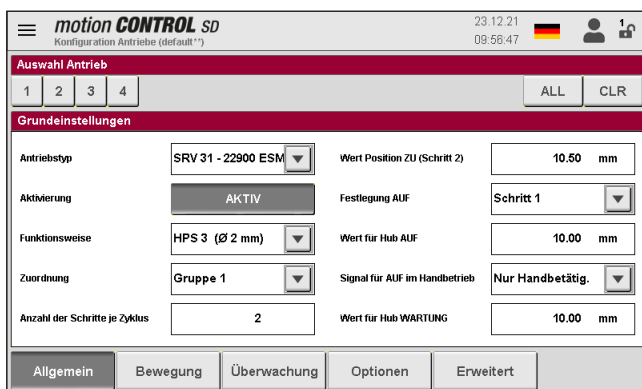 motion CONTROL SD
Konfiguration Antriebe (default**)
23.12.21
09:56:47
1
Auswahl Antrieb
1 2 3 4 ALL CLR
Grundeinstellungen
Antriebstyp SRV 31 - 22900 ESM
Wert Position ZU (Schritt 2) 10.50 mm
Aktivierung AKTIV
Festlegung AUF Schritt 1
Funktionsweise HPS 3 (Ø 2 mm)
Wert für Hub AUF 10.00 mm
Zuordnung Gruppe 1
Signal für AUF im Handbetrieb Nur Handbetätig.
Anzahl der Schritte je Zyklus 2
Wert für Hub WARTUNG 10.00 mm
Allgemein Bewegung Überwachung Optionen Erweitert